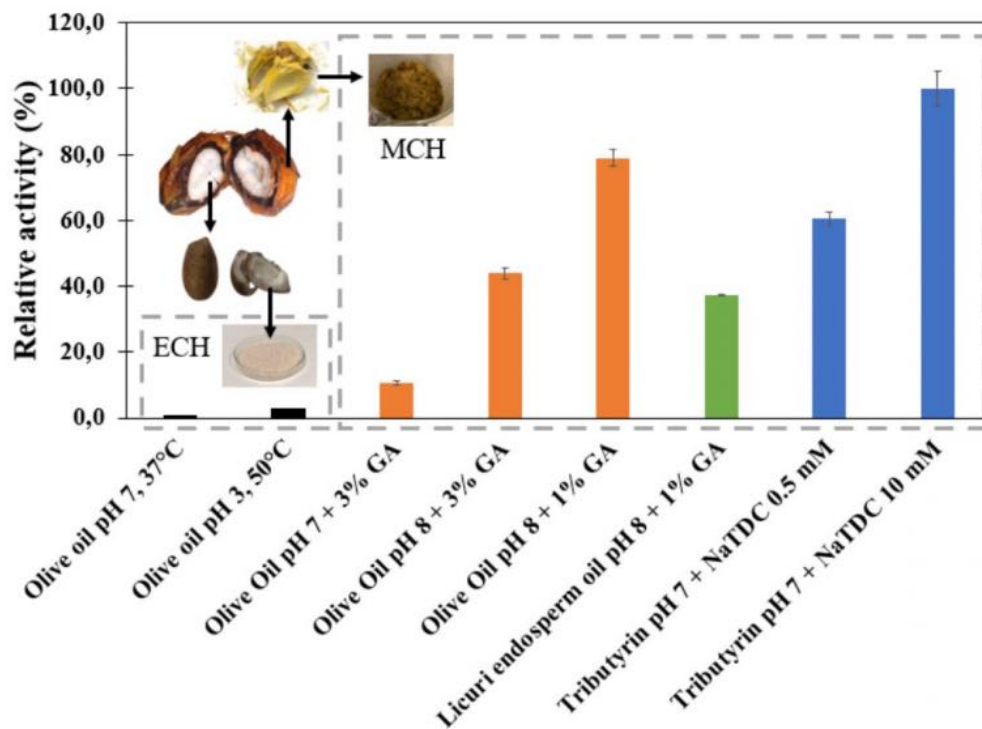 Relative activity (%)
120,0
100,0
80,0
60,0
40,0
20,0
0,0
MCH
ECH
Olive oil pH 7, 37°C
Olive oil pH 3, 50°C
Olive Oil pH 7 + 3% GA
Olive Oil pH 8 + 3% GA
Olive Oil pH 8 + 1% GA
Licuri endosperm oil pH 8 + 1% GA
Tributyrin pH 7 + NaTDC 0.5 mM
Tributyrin pH 7 + NaTDC 10 mM